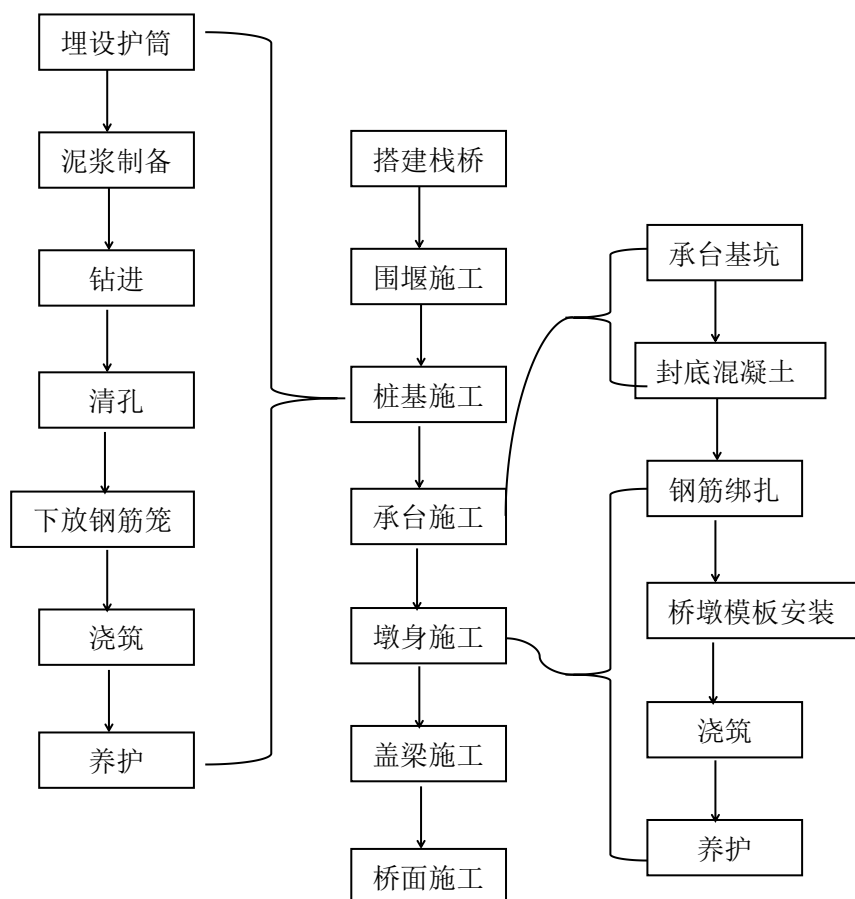 埋设护筒
泥浆制备
钻进
清孔
下放钢筋笼
浇筑
养护
搭建栈桥
围堰施工
桩基施工
承台施工
墩身施工
盖梁施工
桥面施工
承台基坑
封底混凝土
钢筋绑扎
桥墩模板安装
浇筑
养护